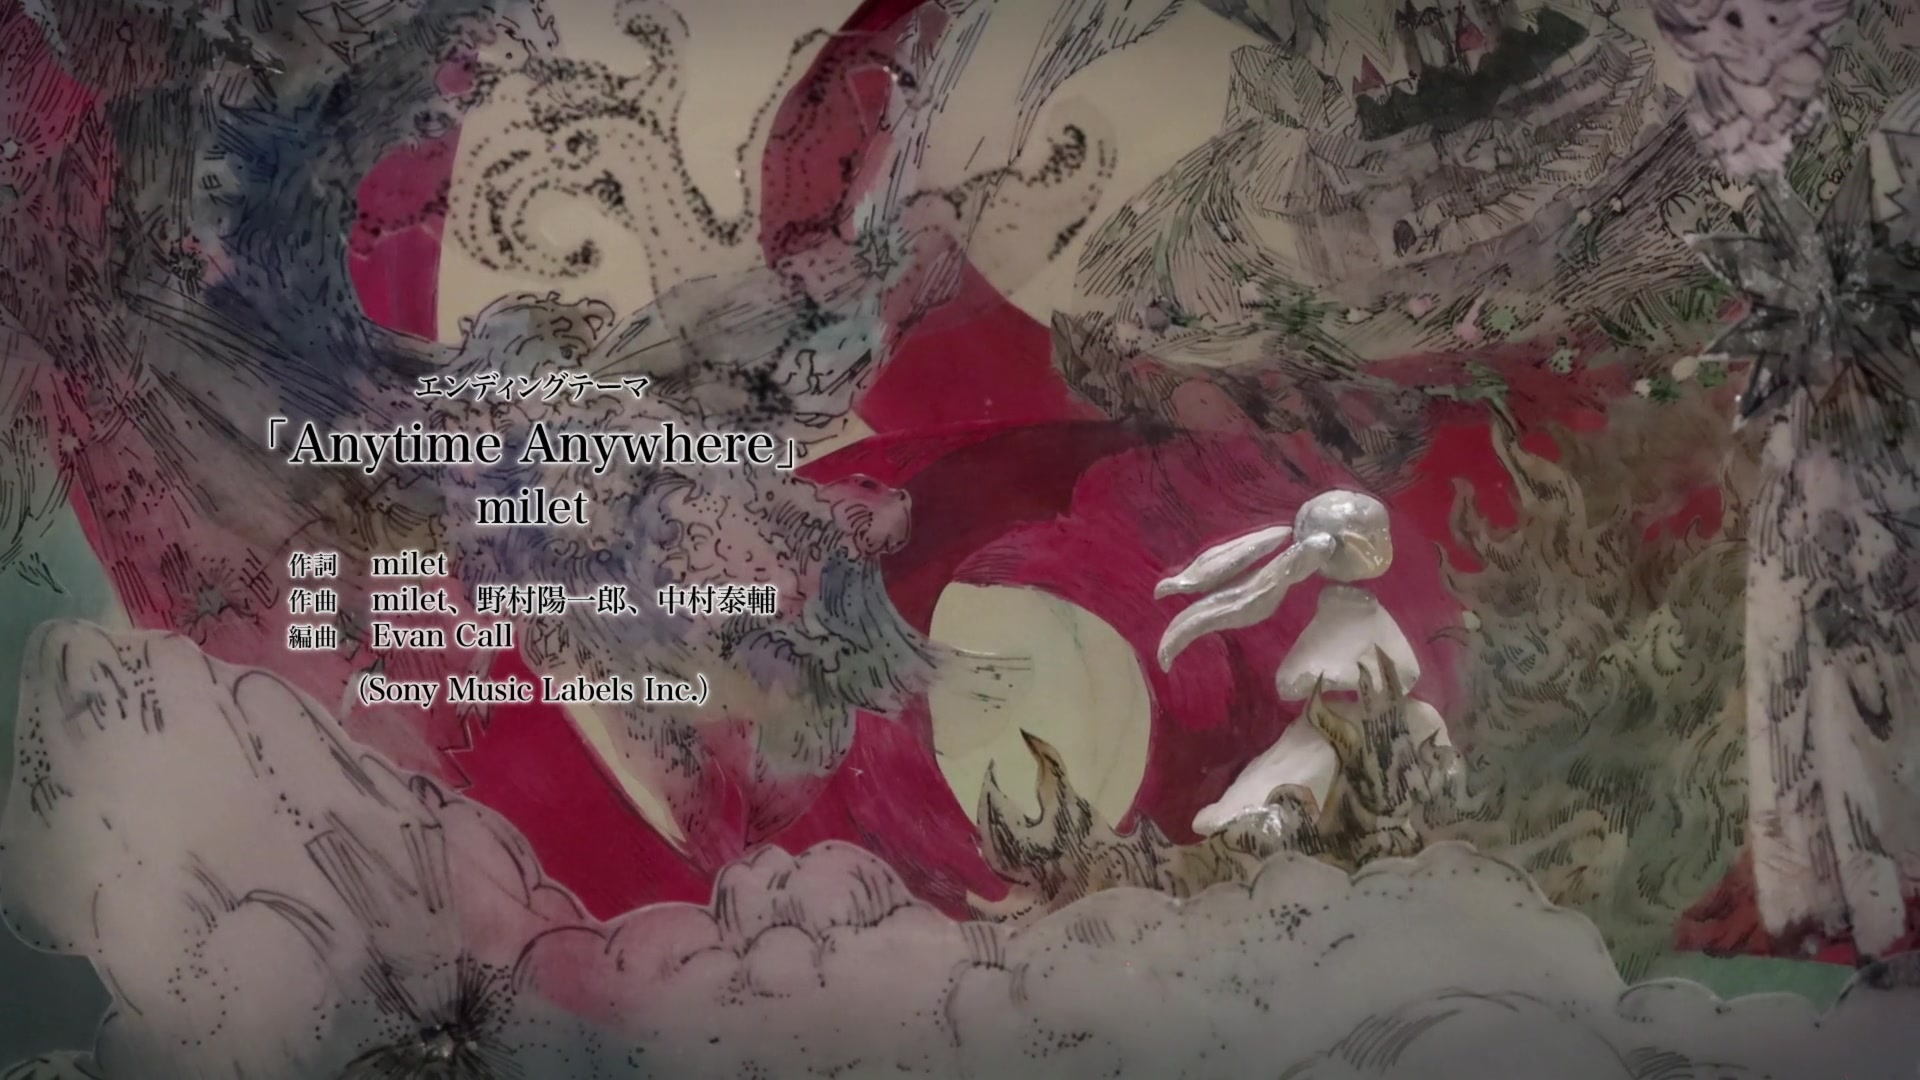 エンディングテーマ
「Anytime Anywhere」
milet
作詞 milet
作曲 milet、野村陽一郎、中村泰輔
編曲 Evan Call
(Sony Music Labels Inc.)